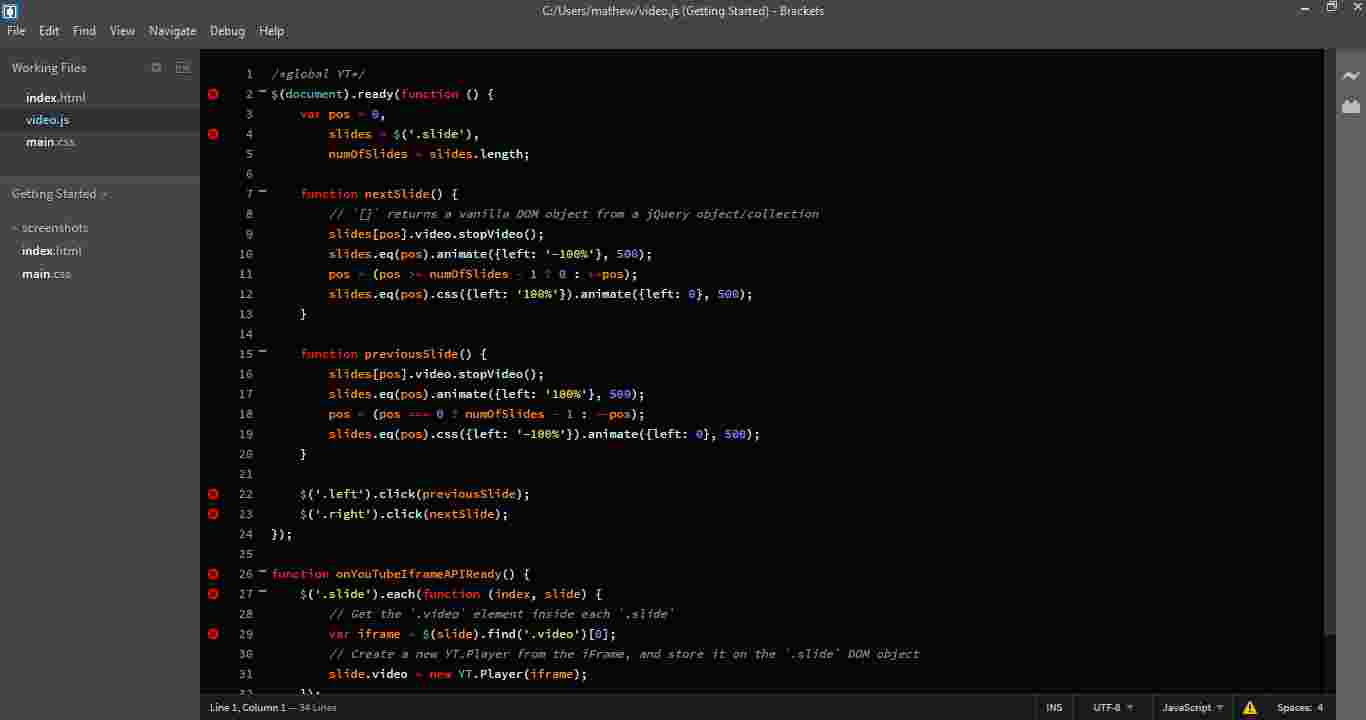 C:/Users/mathew/video.js (Getting Started) - Brackets
File Edit Find View Navigate Debug Help
Working Files
index.html
video.js
main.css
Getting Started
screenshots
index.html
main.css
1 /*global YT*/
2 $(document).ready(function () {
3 var pos = 0,
4 slides = $('.slide'),
5 numOfSlides = slides.length;
6
7 function nextSlide() {
8 // `[]` returns a vanilla DOM object from a jQuery object/collection
9 slides[pos].video.stopVideo();
10 slides.eq(pos).animate({left: '-100%'}, 500);
11 pos = (pos >= numOfSlides - 1 ? 0 : ++pos);
12 slides.eq(pos).css({left: '100%'}).animate({left: 0}, 500);
13 }
14
15 function previousSlide() {
16 slides[pos].video.stopVideo();
17 slides.eq(pos).animate({left: '100%'}, 500);
18 pos = (pos === 0 ? numOfSlides - 1 : --pos);
19 slides.eq(pos).css({left: '-100%'}).animate({left: 0}, 500);
20 }
21
22 $('.left').click(previousSlide);
23 $('.right').click(nextSlide);
24 });
25
26 function onYouTubeIframeAPIReady() {
27 $('.slide').each(function (index, slide) {
28 // Get the `.video` element inside each `.slide`
29 var iframe = $(slide).find('.video')[0];
30 // Create a new YT.Player from the iFrame, and store it on the `.slide` DOM object
31 slide.video = new YT.Player(iframe);
32 });
Line 1, Column 1 — 34 Lines
INS UTF-8 JavaScript Spaces: 4